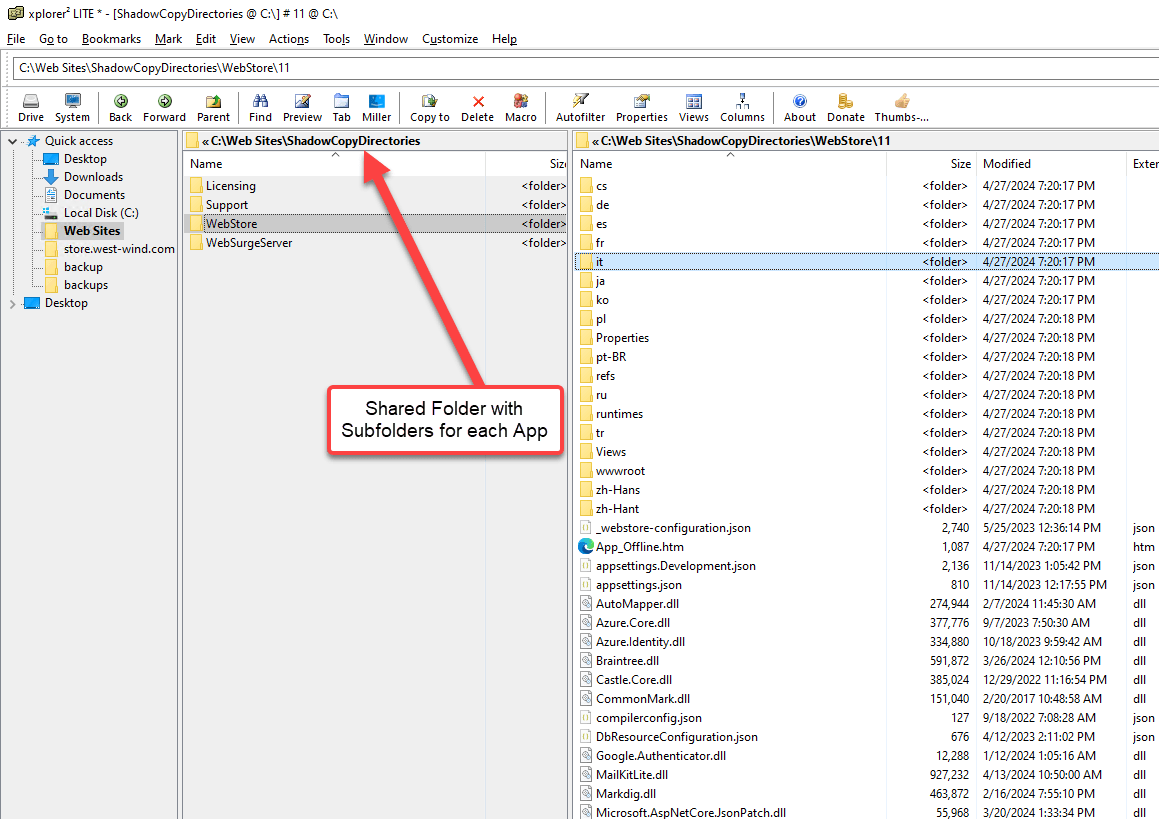 xplorer² LITE * - [ShadowCopyDirectories @ C:\] # 11 @ C:\
File Go to Bookmarks Mark Edit View Actions Tools Window Customize Help
C:\Web Sites\ShadowCopyDirectories\WebStore\11
Drive System Back Forward Parent Find Preview Tab Miller Copy to Delete Macro Autofilter Properties Views Columns About Donate Thumbs-...
Quick access
Desktop
Downloads
Documents
Local Disk (C:)
Web Sites
store.west-wind.com
backup
backups
Desktop
« C:\Web Sites\ShadowCopyDirectories
Name Size
Licensing <folder>
Support <folder>
WebStore <folder>
WebSurgeServer <folder>
Shared Folder with
Subfolders for each App
« C:\Web Sites\ShadowCopyDirectories\WebStore\11
Name Size Modified Exter
cs <folder> 4/27/2024 7:20:17 PM
de <folder> 4/27/2024 7:20:17 PM
es <folder> 4/27/2024 7:20:17 PM
fr <folder> 4/27/2024 7:20:17 PM
it <folder> 4/27/2024 7:20:17 PM
ja <folder> 4/27/2024 7:20:17 PM
ko <folder> 4/27/2024 7:20:17 PM
pl <folder> 4/27/2024 7:20:18 PM
Properties <folder> 4/27/2024 7:20:18 PM
pt-BR <folder> 4/27/2024 7:20:18 PM
refs <folder> 4/27/2024 7:20:18 PM
ru <folder> 4/27/2024 7:20:18 PM
runtimes <folder> 4/27/2024 7:20:18 PM
tr <folder> 4/27/2024 7:20:18 PM
Views <folder> 4/27/2024 7:20:18 PM
wwwroot <folder> 4/27/2024 7:20:18 PM
zh-Hans <folder> 4/27/2024 7:20:18 PM
zh-Hant <folder> 4/27/2024 7:20:18 PM
_webstore-configuration.json 2,740 5/25/2023 12:36:14 PM json
App_Offline.htm 1,087 4/27/2024 7:20:17 PM htm
appsettings.Development.json 2,136 11/14/2023 1:05:42 PM json
appsettings.json 810 11/14/2023 12:17:55 PM json
AutoMapper.dll 274,944 2/7/2024 11:45:30 AM dll
Azure.Core.dll 377,776 9/7/2023 7:50:30 AM dll
Azure.Identity.dll 334,880 10/18/2023 9:59:42 AM dll
Braintree.dll 591,872 3/26/2024 12:10:56 PM dll
Castle.Core.dll 385,024 12/29/2022 11:16:54 PM dll
CommonMark.dll 151,040 2/20/2017 10:48:58 AM dll
compilerconfig.json 127 9/18/2022 7:08:28 AM json
DbResourceConfiguration.json 676 4/12/2023 2:11:02 PM json
Google.Authenticator.dll 12,288 1/12/2024 1:05:16 AM dll
MailKitLite.dll 927,232 4/13/2024 10:50:00 AM dll
Markdig.dll 463,872 2/16/2024 7:55:10 PM dll
Microsoft.AspNetCore.JsonPatch.dll 55,968 3/20/2024 1:33:34 PM dll